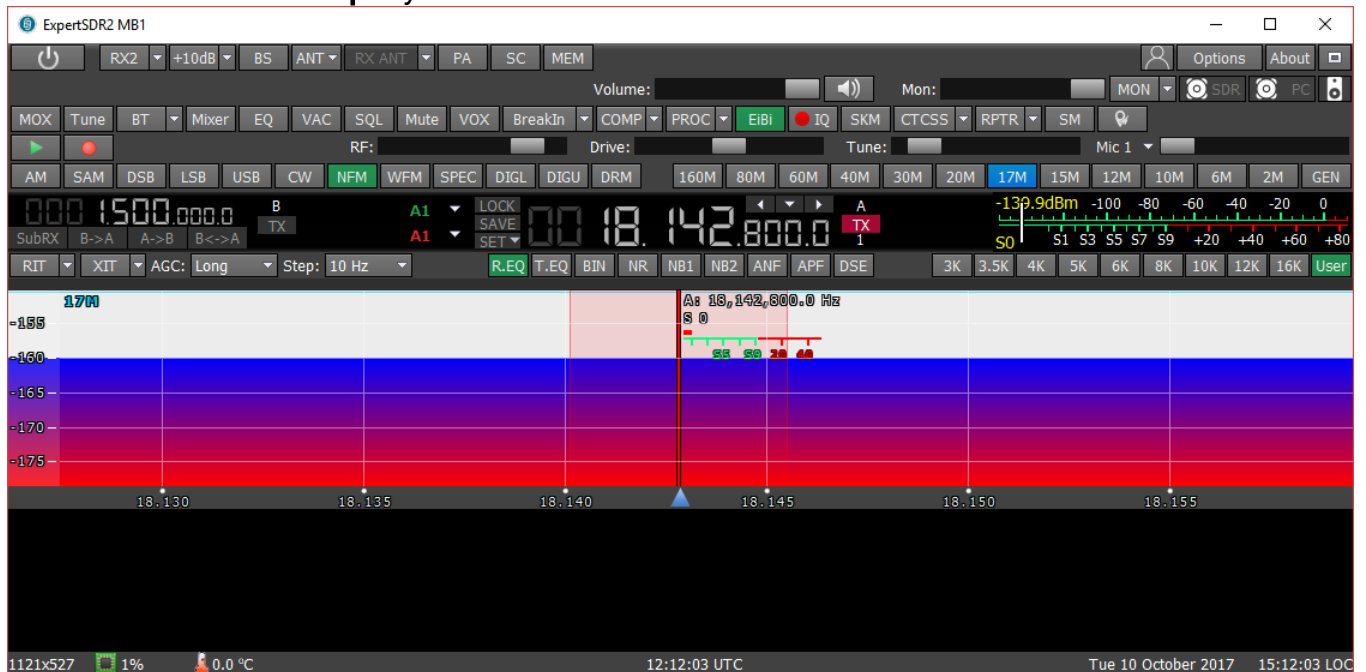 ExpertSDR2 MB1
RX2 +10dB BS ANT RX ANT PA SC MEM Options About
Volume: Mon: MON SDR PC
MOX Tune BT Mixer EQ VAC SQL Mute VOX BreakIn COMP PROC EiBi IQ SKM CTCSS RPTR SM
RF: Drive: Tune: Mic 1
AM SAM DSB LSB USB CW NFM WFM SPEC DIGL DIGU DRM 160M 80M 60M 40M 30M 20M 17M 15M 12M 10M 6M 2M GEN
000 1.500.000.0 B TX A1 LOCK 00 18.142.800.0 A TX 1 -139.9dBm -100 -80 -60 -40 -20 0
SubRX B->A A->B B<->A A1 SAVE SET S0 S1 S3 S5 S7 S9 +20 +40 +60 +80
RIT XIT AGC: Long Step: 10 Hz R.EQ T.EQ BIN NR NB1 NB2 ANF APF DSE 3K 3.5K 4K 5K 6K 8K 10K 12K 16K User
17M A: 18,142,800.0 Hz
S 0
-155
S5 S9 20 40
-160
-165
-170
-175
18.130 18.135 18.140 18.145 18.150 18.155
1121x527 1% 0.0 °C 12:12:03 UTC Tue 10 October 2017 15:12:03 LOC